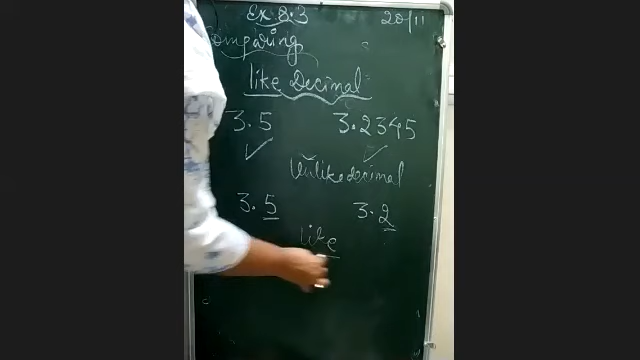 Ex 8.3 20/11
Comparing
like Decimal
3.5 3.2345
Unlike decimal
3.5 3.2
like